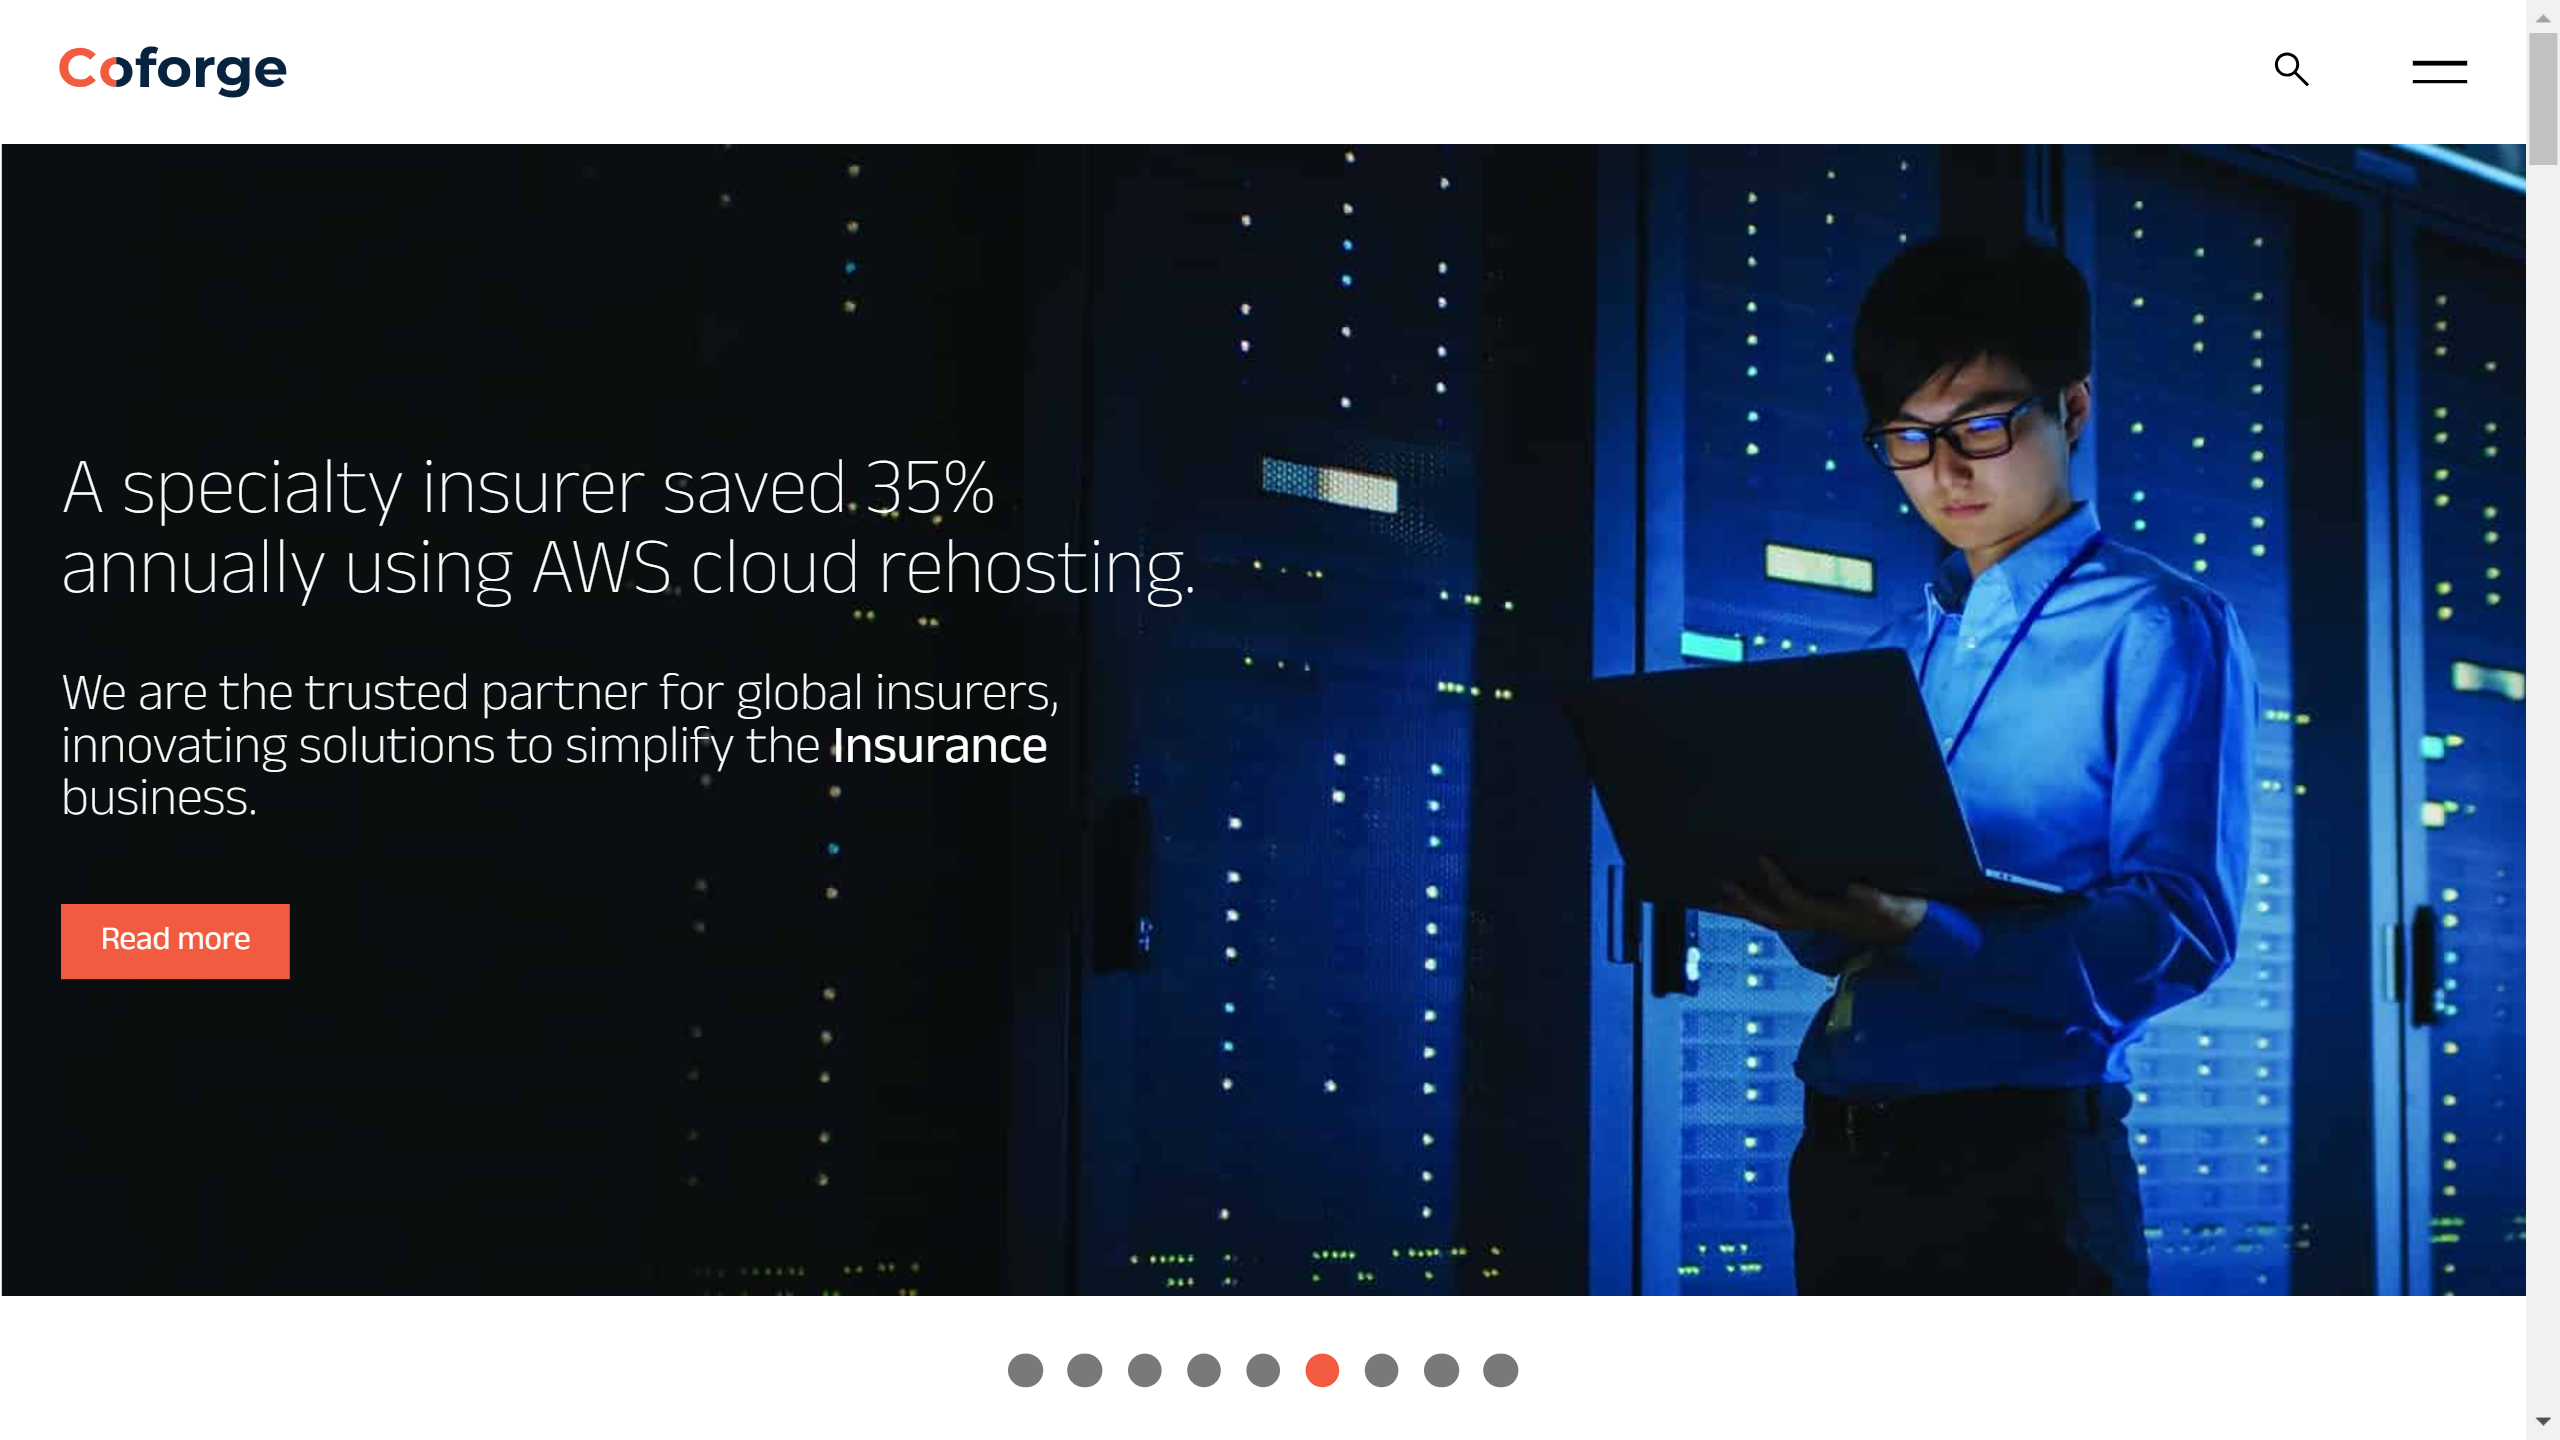 Coforge
A specialty insurer saved 35%
annually using AWS cloud rehosting.
We are the trusted partner for global insurers,
innovating solutions to simplify the Insurance
business.
Read more